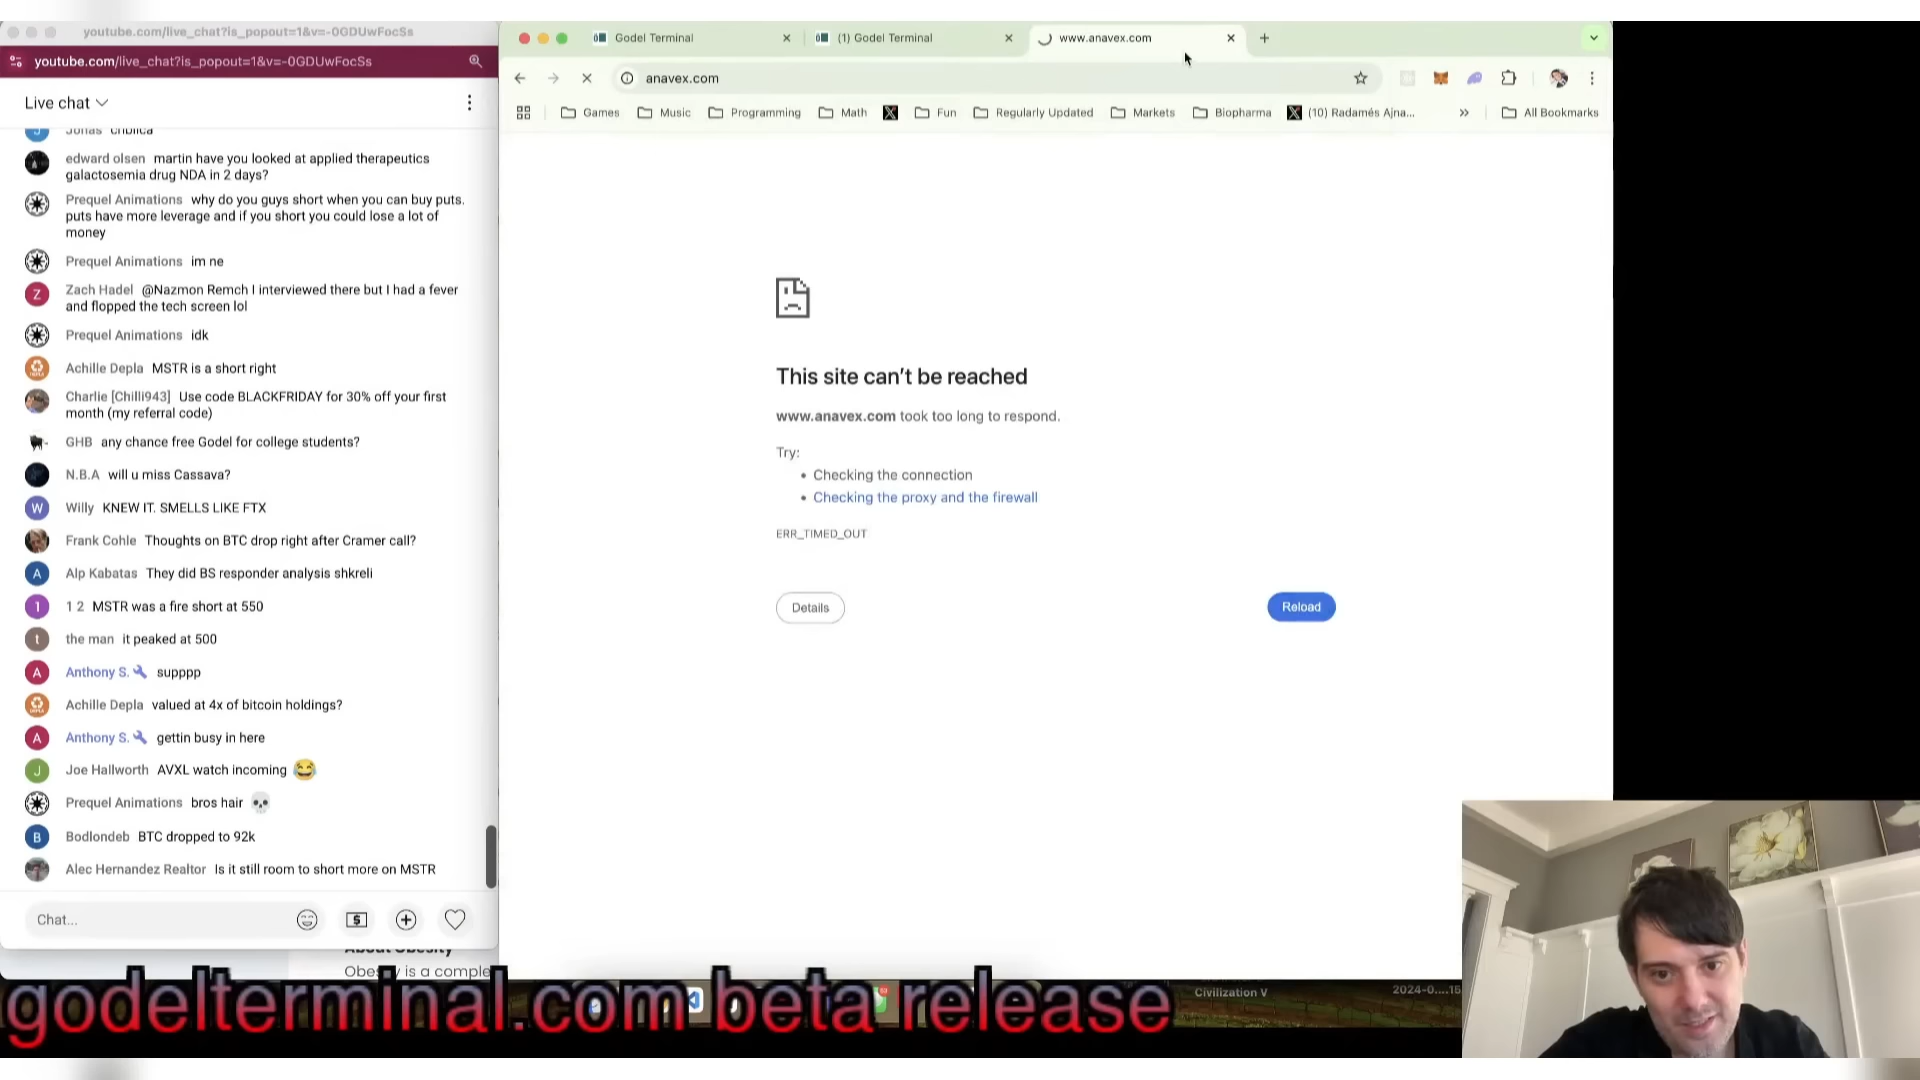 youtube.com/live_chat?is_popout=1&v=-0GDUwFocSs
youtube.com/live_chat?is_popout=1&v=-0GDUwFocSs
Live chat
Jonas criblica
edward olsen martin have you looked at applied therapeutics
galactosemia drug NDA in 2 days?
Prequel Animations why do you guys short when you can buy puts.
puts have more leverage and if you short you could lose a lot of
money
Prequel Animations im ne
Z
Zach Hadel @Nazmon Remch I interviewed there but I had a fever
and flopped the tech screen lol
Prequel Animations idk
Achille Depla MSTR is a short right
Charlie [Chilli943] Use code BLACKFRIDAY for 30% off your first
month (my referral code)
GHB any chance free Godel for college students?
N.B.A will u miss Cassava?
W Willy KNEW IT. SMELLS LIKE FTX
Frank Cohle Thoughts on BTC drop right after Cramer call?
A Alp Kabatas They did BS responder analysis shkreli
1 1 2 MSTR was a fire short at 550
t the man it peaked at 500
A Anthony S. supppp
Achille Depla valued at 4x of bitcoin holdings?
A Anthony S. gettin busy in here
J Joe Hallworth AVXL watch incoming 😂
Prequel Animations bros hair 💀
B Bodlondeb BTC dropped to 92k
Alec Hernandez Realtor Is it still room to short more on MSTR
Chat...
About Obesity
Obesity is a comple
Godel Terminal
(1) Godel Terminal
www.anavex.com
anavex.com
Games
Music
Programming
Math
Fun
Regularly Updated
Markets
Biopharma
(10) Radamés Ajna...
All Bookmarks
This site can't be reached
www.anavex.com took too long to respond.
Try:
• Checking the connection
• Checking the proxy and the firewall
ERR_TIMED_OUT
Details
Reload
godelterminal.com beta release
Civilization V
2024-0....15